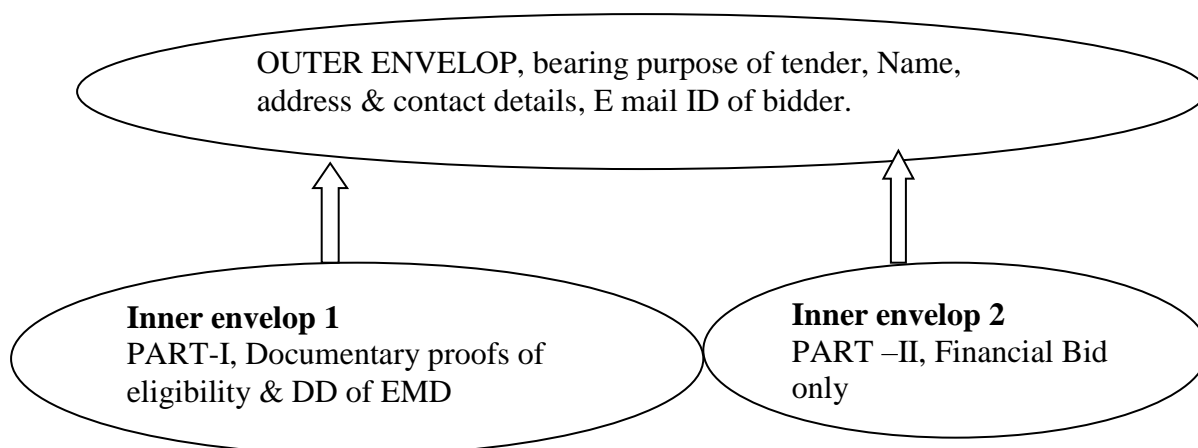 OUTER ENVELOP, bearing purpose of tender, Name,
address & contact details, E mail ID of bidder.
Inner envelop 1
PART-I, Documentary proofs of
eligibility & DD of EMD
Inner envelop 2
PART –II, Financial Bid
only